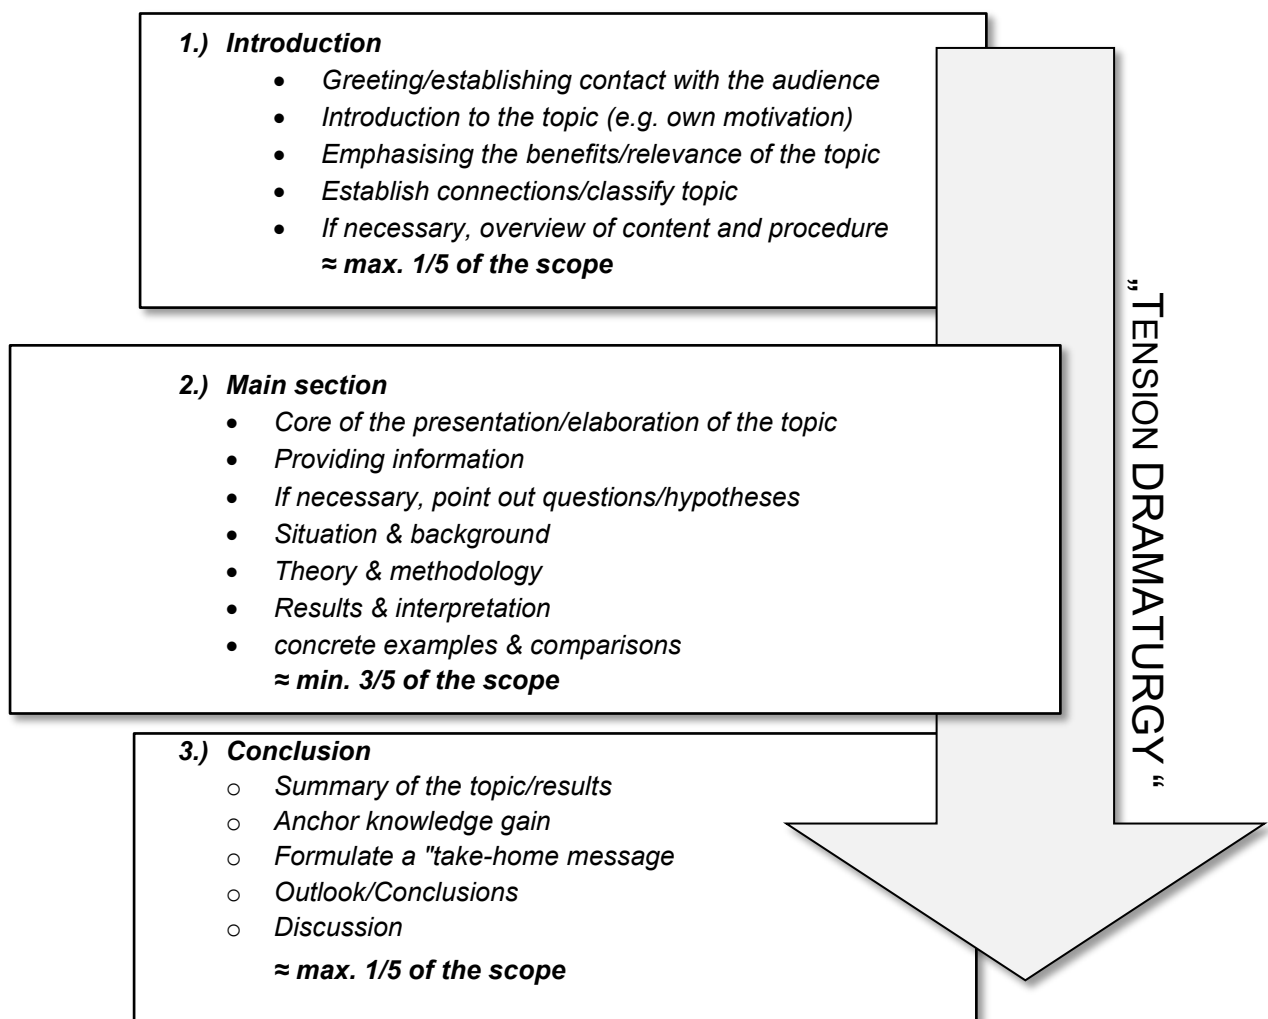 1.) Introduction
• Greeting/establishing contact with the audience
• Introduction to the topic (e.g. own motivation)
• Emphasising the benefits/relevance of the topic
• Establish connections/classify topic
• If necessary, overview of content and procedure
≈ max. 1/5 of the scope
2.) Main section
• Core of the presentation/elaboration of the topic
• Providing information
• If necessary, point out questions/hypotheses
• Situation & background
• Theory & methodology
• Results & interpretation
• concrete examples & comparisons
≈ min. 3/5 of the scope
3.) Conclusion
o Summary of the topic/results
o Anchor knowledge gain
o Formulate a "take-home message
o Outlook/Conclusions
o Discussion
≈ max. 1/5 of the scope
„TENSION DRAMATURGY “